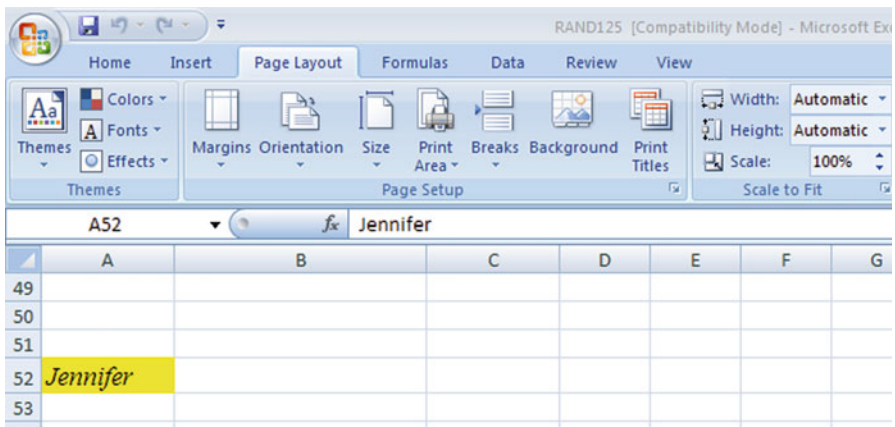 RAND125 [Compatibility Mode] - Microsoft Exc
Home Insert Page Layout Formulas Data Review View
Aa Colors Width: Automatic
A Fonts Height: Automatic
Themes Effects Margins Orientation Size Print Area Breaks Background Print Titles Scale: 100%
Themes Page Setup Scale to Fit
A52 fx Jennifer
A B C D E F G
49
50
51
52 Jennifer
53